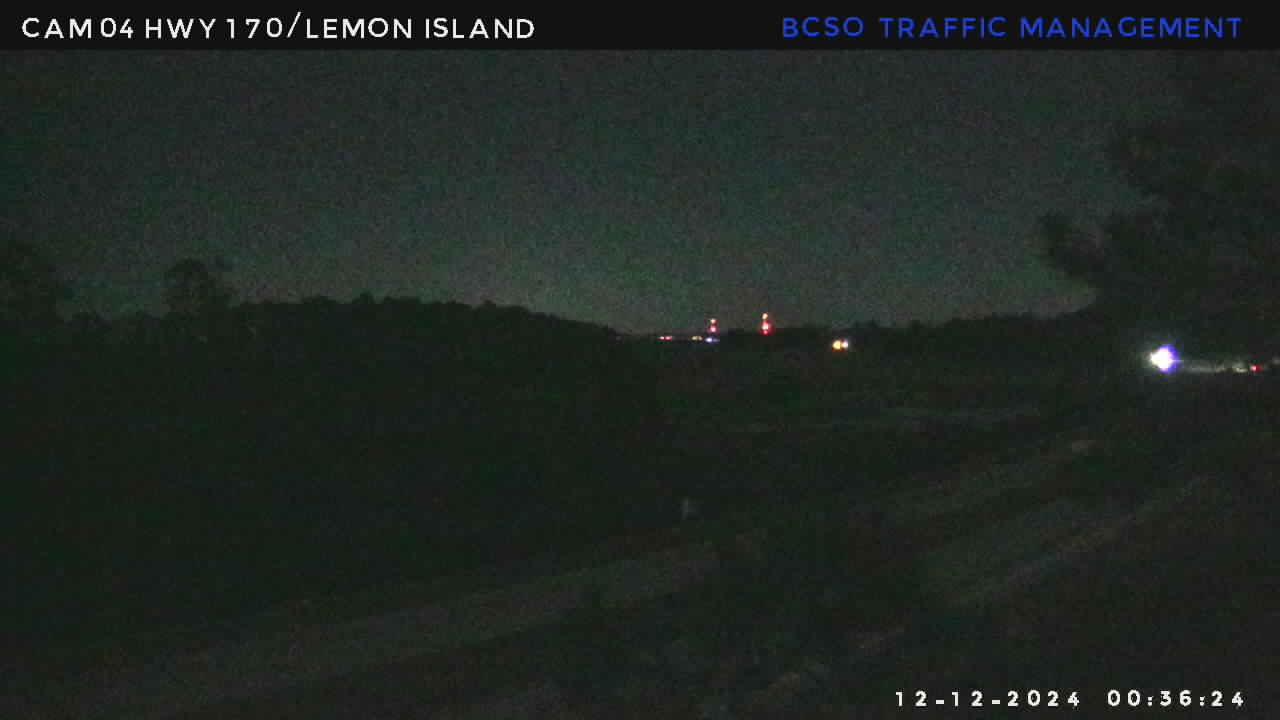 CAM04 HWY 170/LEMON ISLAND
BCSO TRAFFIC MANAGEMENT
12-12-2024 00:36:24